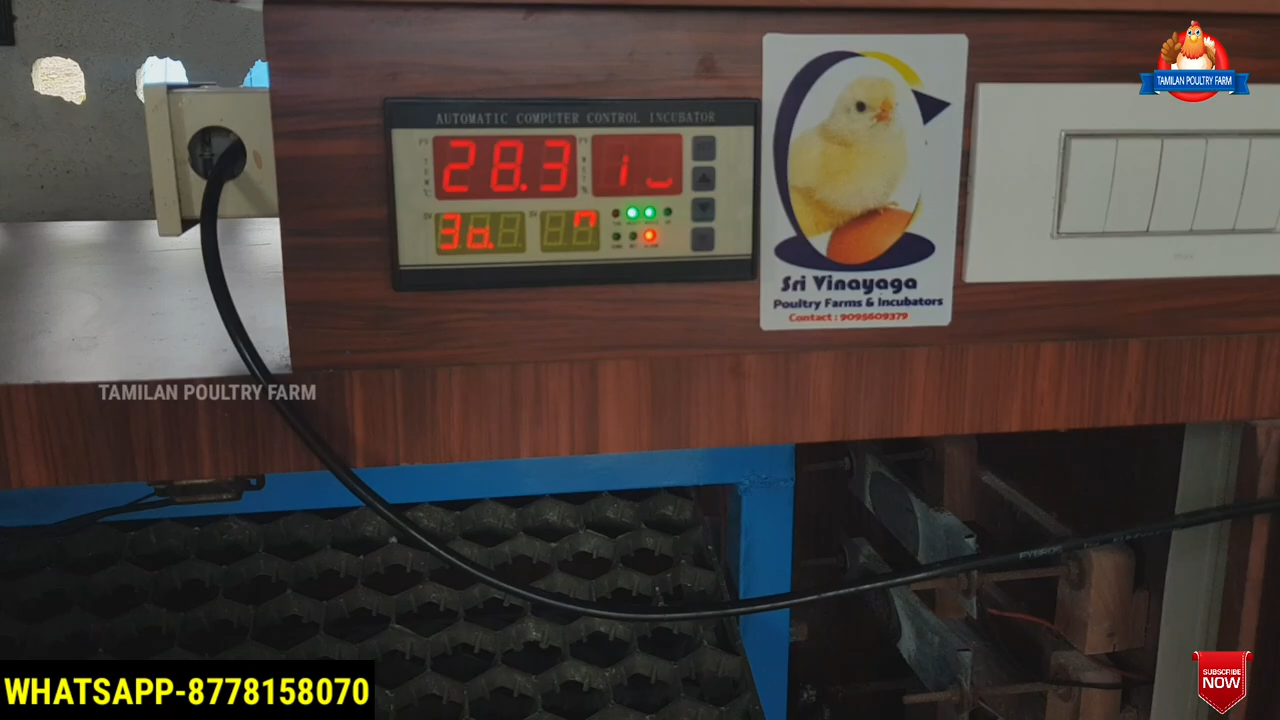 TAMILAN POULTRY FARM
AUTOMATIC COMPUTER CONTROL INCUBATOR
28.3
Sri Vinayaga
Poultry Farms & Incubators
Contact : 9095609379
TAMILAN POULTRY FARM
WHATSAPP-8778158070
SUBSCRIBE
NOW